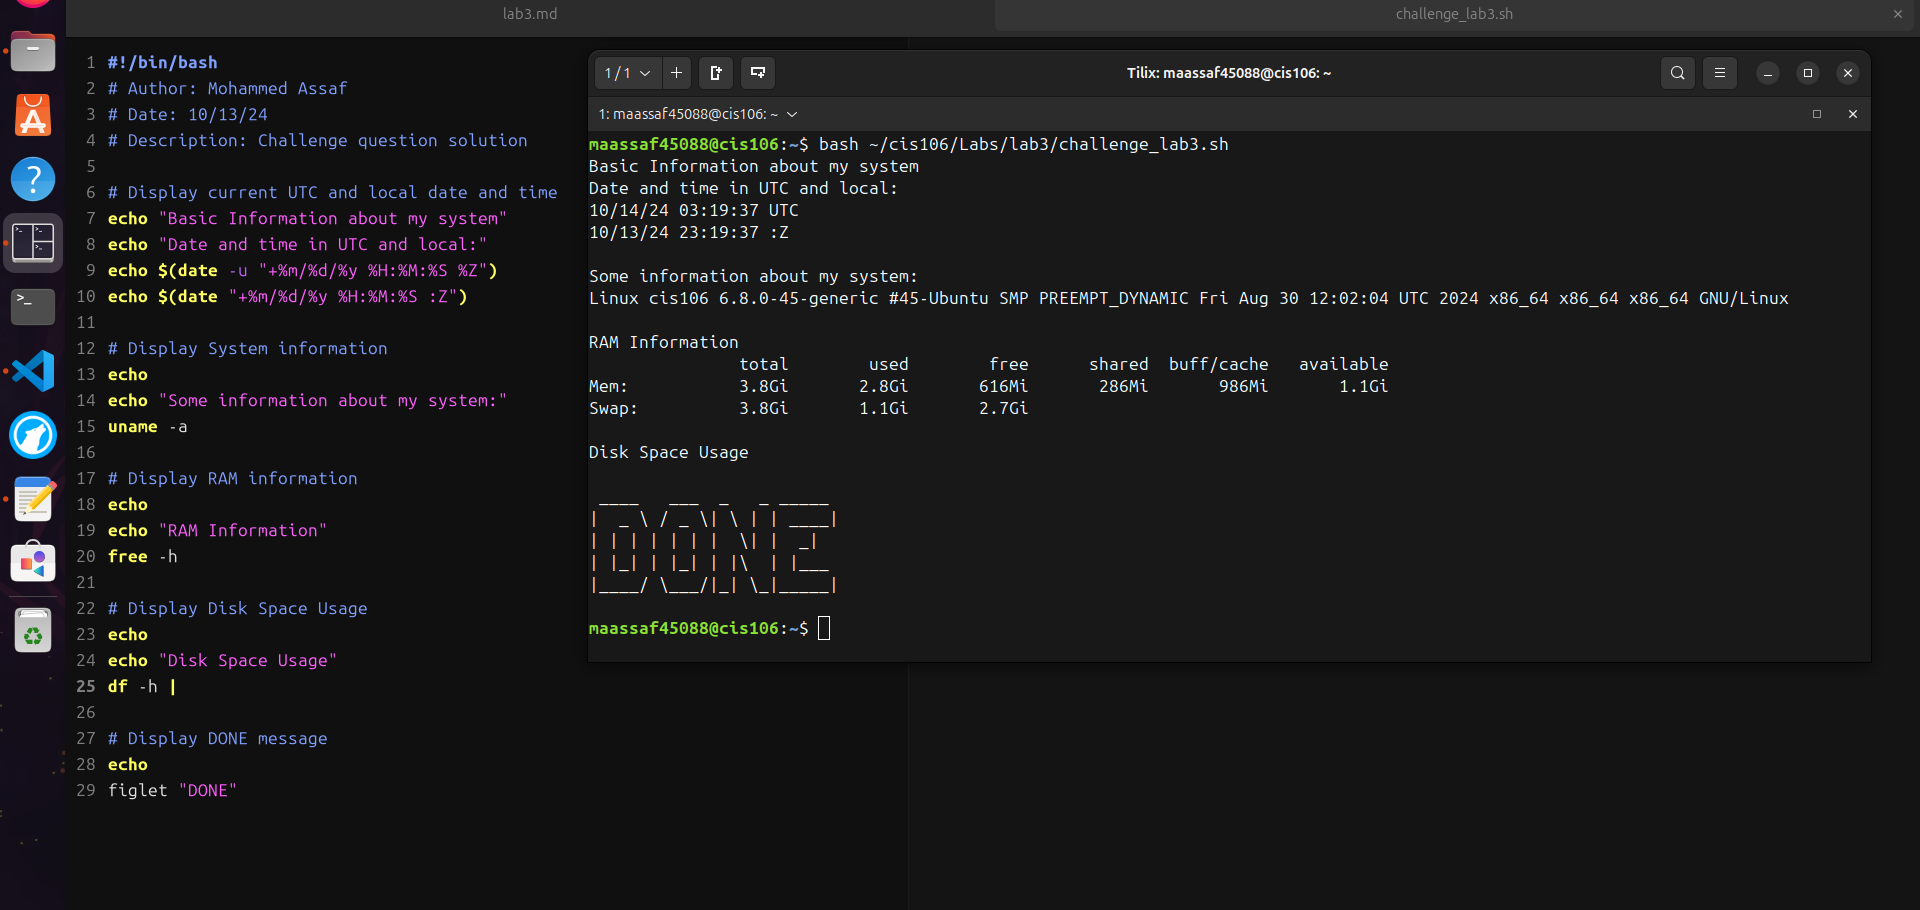 lab3.md
challenge_lab3.sh
1 #!/bin/bash
2 # Author: Mohammed Assaf
3 # Date: 10/13/24
4 # Description: Challenge question solution
5
6 # Display current UTC and local date and time
7 echo "Basic Information about my system"
8 echo "Date and time in UTC and local:"
9 echo $(date -u "+%m/%d/%y %H:%M:%S %Z")
10 echo $(date "+%m/%d/%y %H:%M:%S :Z")
11
12 # Display System information
13 echo
14 echo "Some information about my system:"
15 uname -a
16
17 # Display RAM information
18 echo
19 echo "RAM Information"
20 free -h
21
22 # Display Disk Space Usage
23 echo
24 echo "Disk Space Usage"
25 df -h |
26
27 # Display DONE message
28 echo
29 figlet "DONE"
1 / 1
Tilix: maassaf45088@cis106: ~
1: maassaf45088@cis106: ~
maassaf45088@cis106:~$ bash ~/cis106/Labs/lab3/challenge_lab3.sh
Basic Information about my system
Date and time in UTC and local:
10/14/24 03:19:37 UTC
10/13/24 23:19:37 :Z
Some information about my system:
Linux cis106 6.8.0-45-generic #45-Ubuntu SMP PREEMPT_DYNAMIC Fri Aug 30 12:02:04 UTC 2024 x86_64 x86_64 x86_64 GNU/Linux
RAM Information
total used free shared buff/cache available
Mem: 3.8Gi 2.8Gi 616Mi 286Mi 986Mi 1.1Gi
Swap: 3.8Gi 1.1Gi 2.7Gi
Disk Space Usage
DONE
maassaf45088@cis106:~$